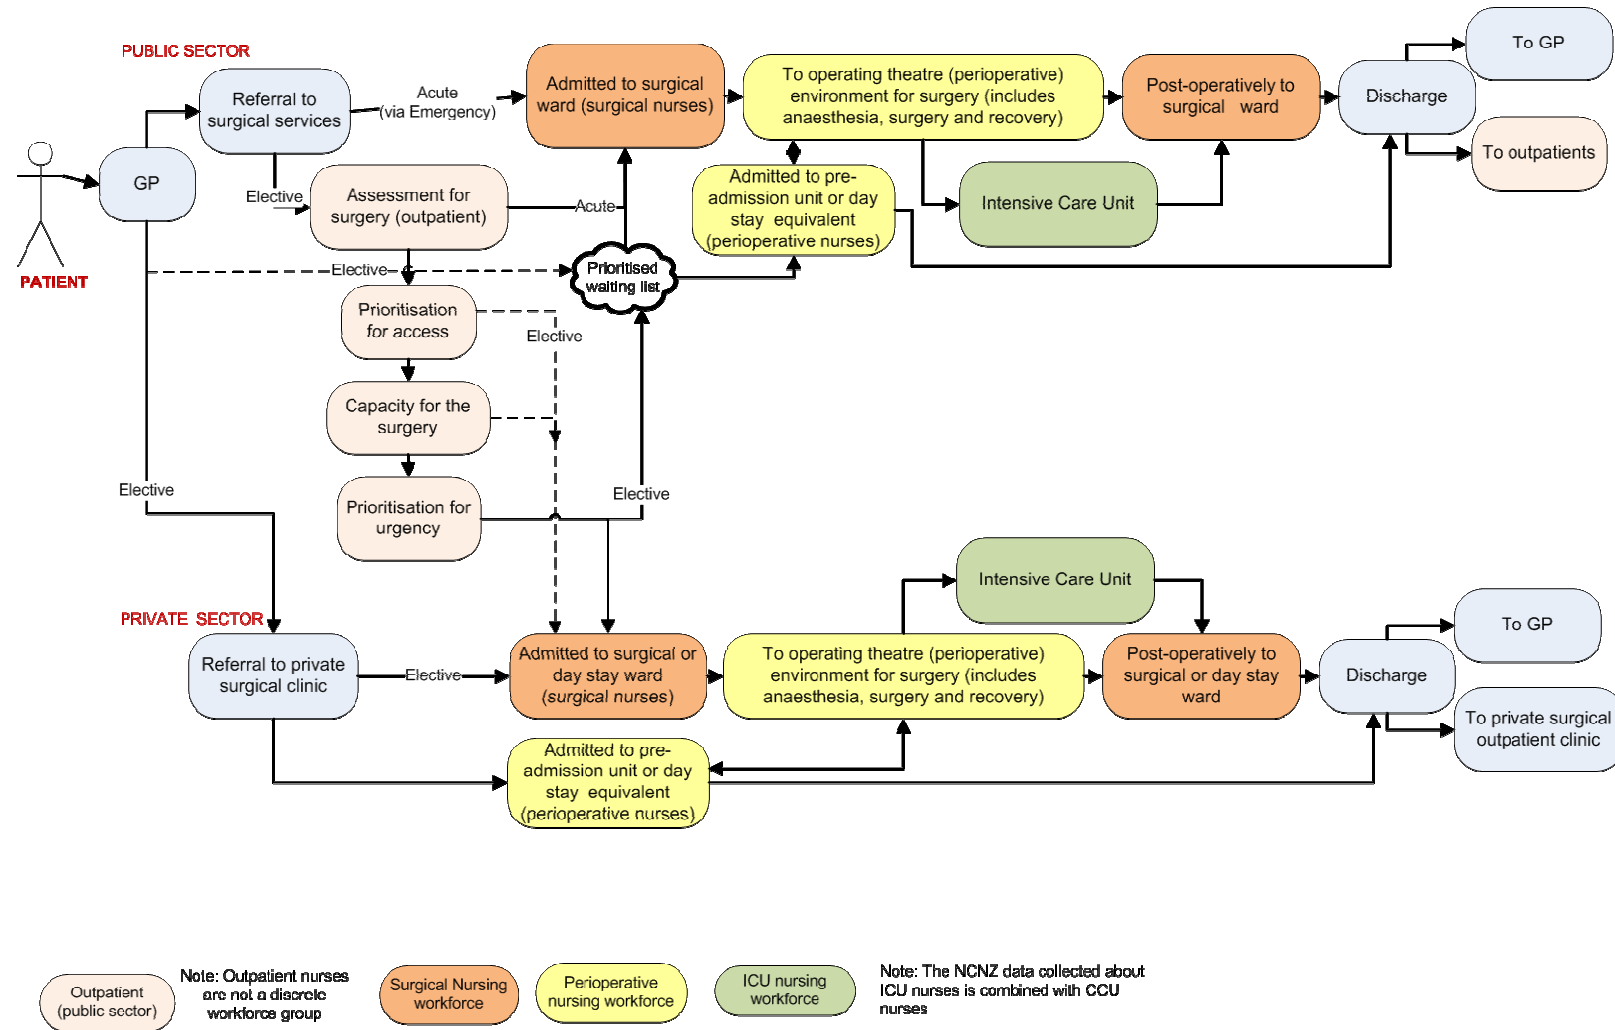 PUBLIC SECTOR
Referral to
surgical services
Acute
(via Emergency)
Admitted to surgical
ward (surgical nurses)
To operating theatre (perioperative)
environment for surgery (includes
anaesthesia, surgery and recovery)
Post-operatively to
surgical ward
Discharge
To GP
To outpatients
GP
PATIENT
Elective
Assessment for
surgery (outpatient)
Acute
Admitted to pre-
admission unit or day
stay equivalent
(perioperative nurses)
Intensive Care Unit
Elective
Prioritised
waiting list
Prioritisation
for access
Elective
Capacity for the
surgery
Elective
Prioritisation for
urgency
Elective
PRIVATE SECTOR
Referral to private
surgical clinic
Elective
Admitted to surgical or
day stay ward
(surgical nurses)
To operating theatre (perioperative)
environment for surgery (includes
anaesthesia, surgery and recovery)
Intensive Care Unit
Post-operatively to
surgical or day stay
ward
Discharge
To GP
To private surgical
outpatient clinic
Admitted to pre-
admission unit or day
stay equivalent
(perioperative nurses)
Outpatient
(public sector)
Note: Outpatient nurses
are not a discrete
workforce group
Surgical Nursing
workforce
Perioperative
nursing workforce
ICU nursing
workforce
Note: The NCNZ data collected about
ICU nurses is combined with CCU
nurses